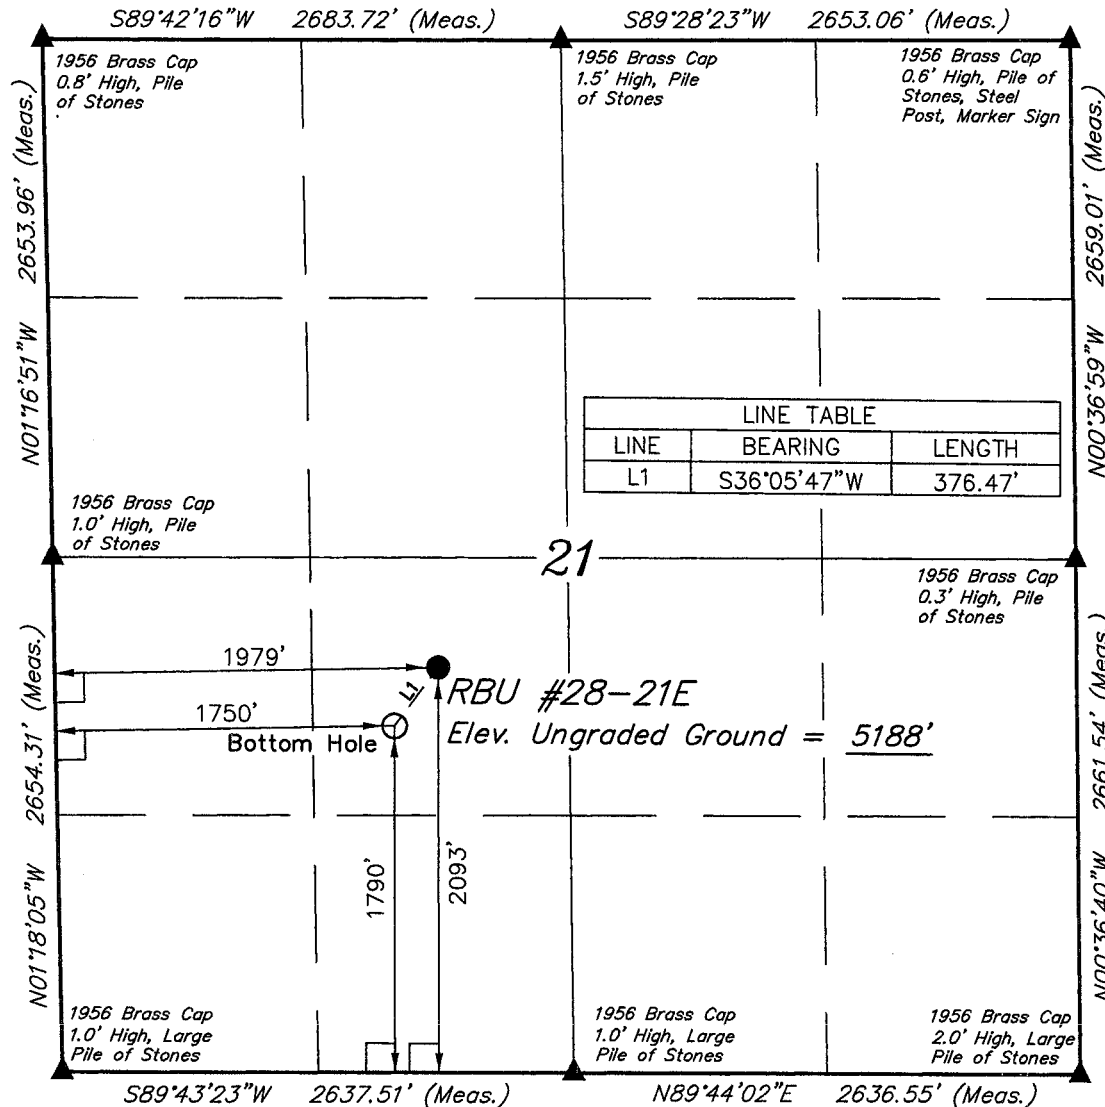 S89°42'16"W 2683.72' (Meas.)
S89°28'23"W 2653.06' (Meas.)
1956 Brass Cap
0.8' High, Pile
of Stones
1956 Brass Cap
1.5' High, Pile
of Stones
1956 Brass Cap
0.6' High, Pile of
Stones, Steel
Post, Marker Sign
N01°16'51"W 2653.96' (Meas.)
N00°36'59"W 2659.01' (Meas.)
LINE TABLE
LINE BEARING LENGTH
L1 S36°05'47"W 376.47'
1956 Brass Cap
1.0' High, Pile
of Stones
21
1956 Brass Cap
0.3' High, Pile
of Stones
1979'
L1
RBU #28-21E
1750'
Bottom Hole
Elev. Ungraded Ground = 5188'
1790'
2093'
N01°18'05"W 2654.31' (Meas.)
N00°36'40"W 2661.54' (Meas.)
1956 Brass Cap
1.0' High, Large
Pile of Stones
1956 Brass Cap
1.0' High, Large
Pile of Stones
1956 Brass Cap
2.0' High, Large
Pile of Stones
S89°43'23"W 2637.51' (Meas.)
N89°44'02"E 2636.55' (Meas.)